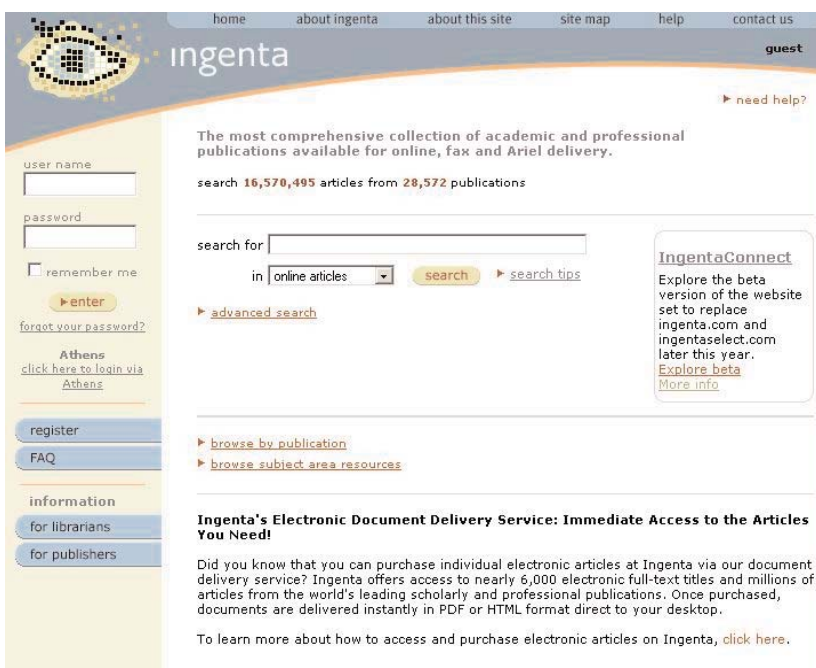 home about ingenta about this site site map help contact us
ingenta
guest
need help?
user name
password
remember me
enter
forgot your password?
Athens
click here to login via
Athens
register
FAQ
information
for librarians
for publishers
The most comprehensive collection of academic and professional
publications available for online, fax and Ariel delivery.
search 16,570,495 articles from 28,572 publications
search for
in online articles search search tips
advanced search
IngentaConnect
Explore the beta
version of the website
set to replace
ingenta.com and
ingentaselect.com
later this year.
Explore beta
More info
browse by publication
browse subject area resources
Ingenta's Electronic Document Delivery Service: Immediate Access to the Articles
You Need!
Did you know that you can purchase individual electronic articles at Ingenta via our document
delivery service? Ingenta offers access to nearly 6,000 electronic full-text titles and millions of
articles from the world's leading scholarly and professional publications. Once purchased,
documents are delivered instantly in PDF or HTML format direct to your desktop.
To learn more about how to access and purchase electronic articles on Ingenta, click here.